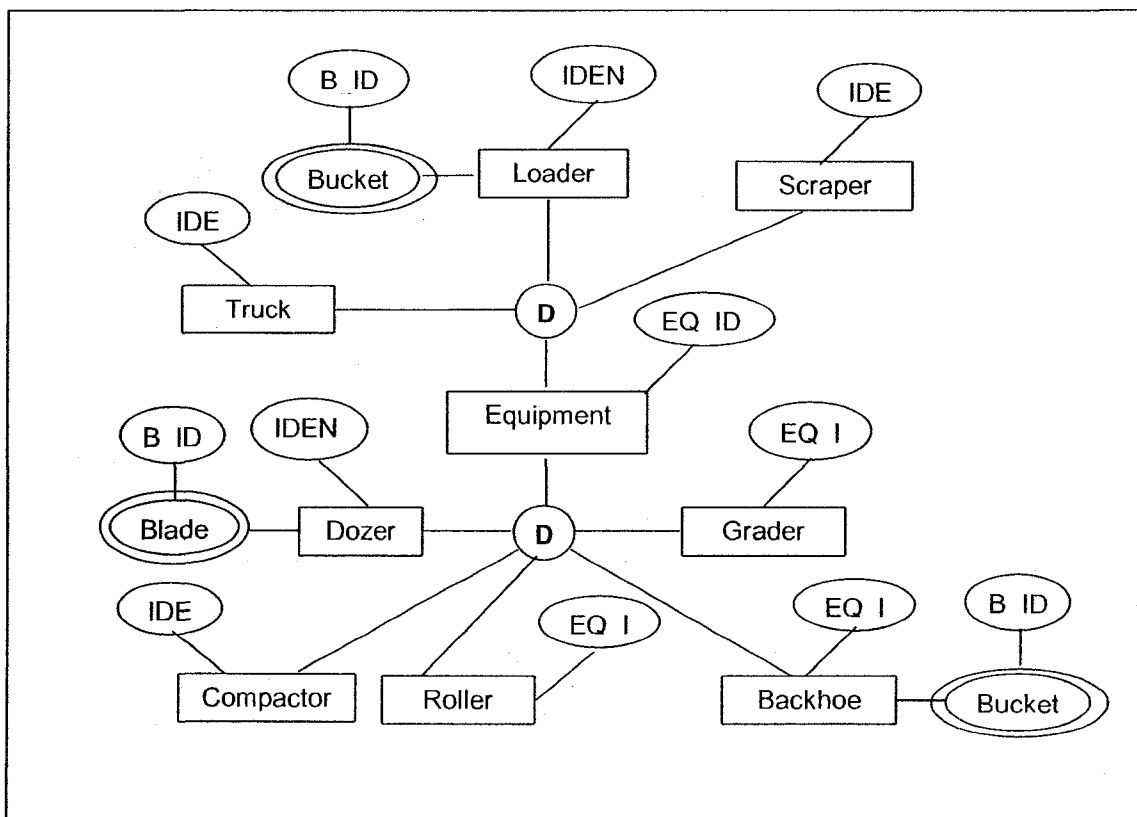 B ID
IDEN
IDE
Bucket
Loader
Scraper
IDE
Truck
D
EQ ID
Equipment
B ID
IDEN
EQ I
Blade
Dozer
D
Grader
IDE
EQ I
EQ I
B ID
Compactor
Roller
Backhoe
Bucket